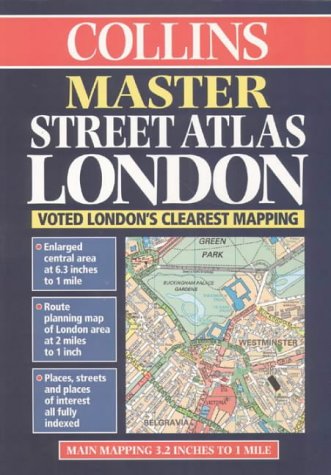 COLLINS
MASTER
STREET ATLAS
LONDON
VOTED LONDON'S CLEAREST MAPPING
Enlarged
central area
at 6.3 inches
to 1 mile
Route
planning map
of London area
at 2 miles
to 1 inch
Places, streets
and places
of interest
all fully
indexed
GREEN
PARK
BUCKINGHAM PALACE
GARDENS
WESTMINSTER
BELGRAVIA
MAIN MAPPING 3.2 INCHES TO 1 MILE